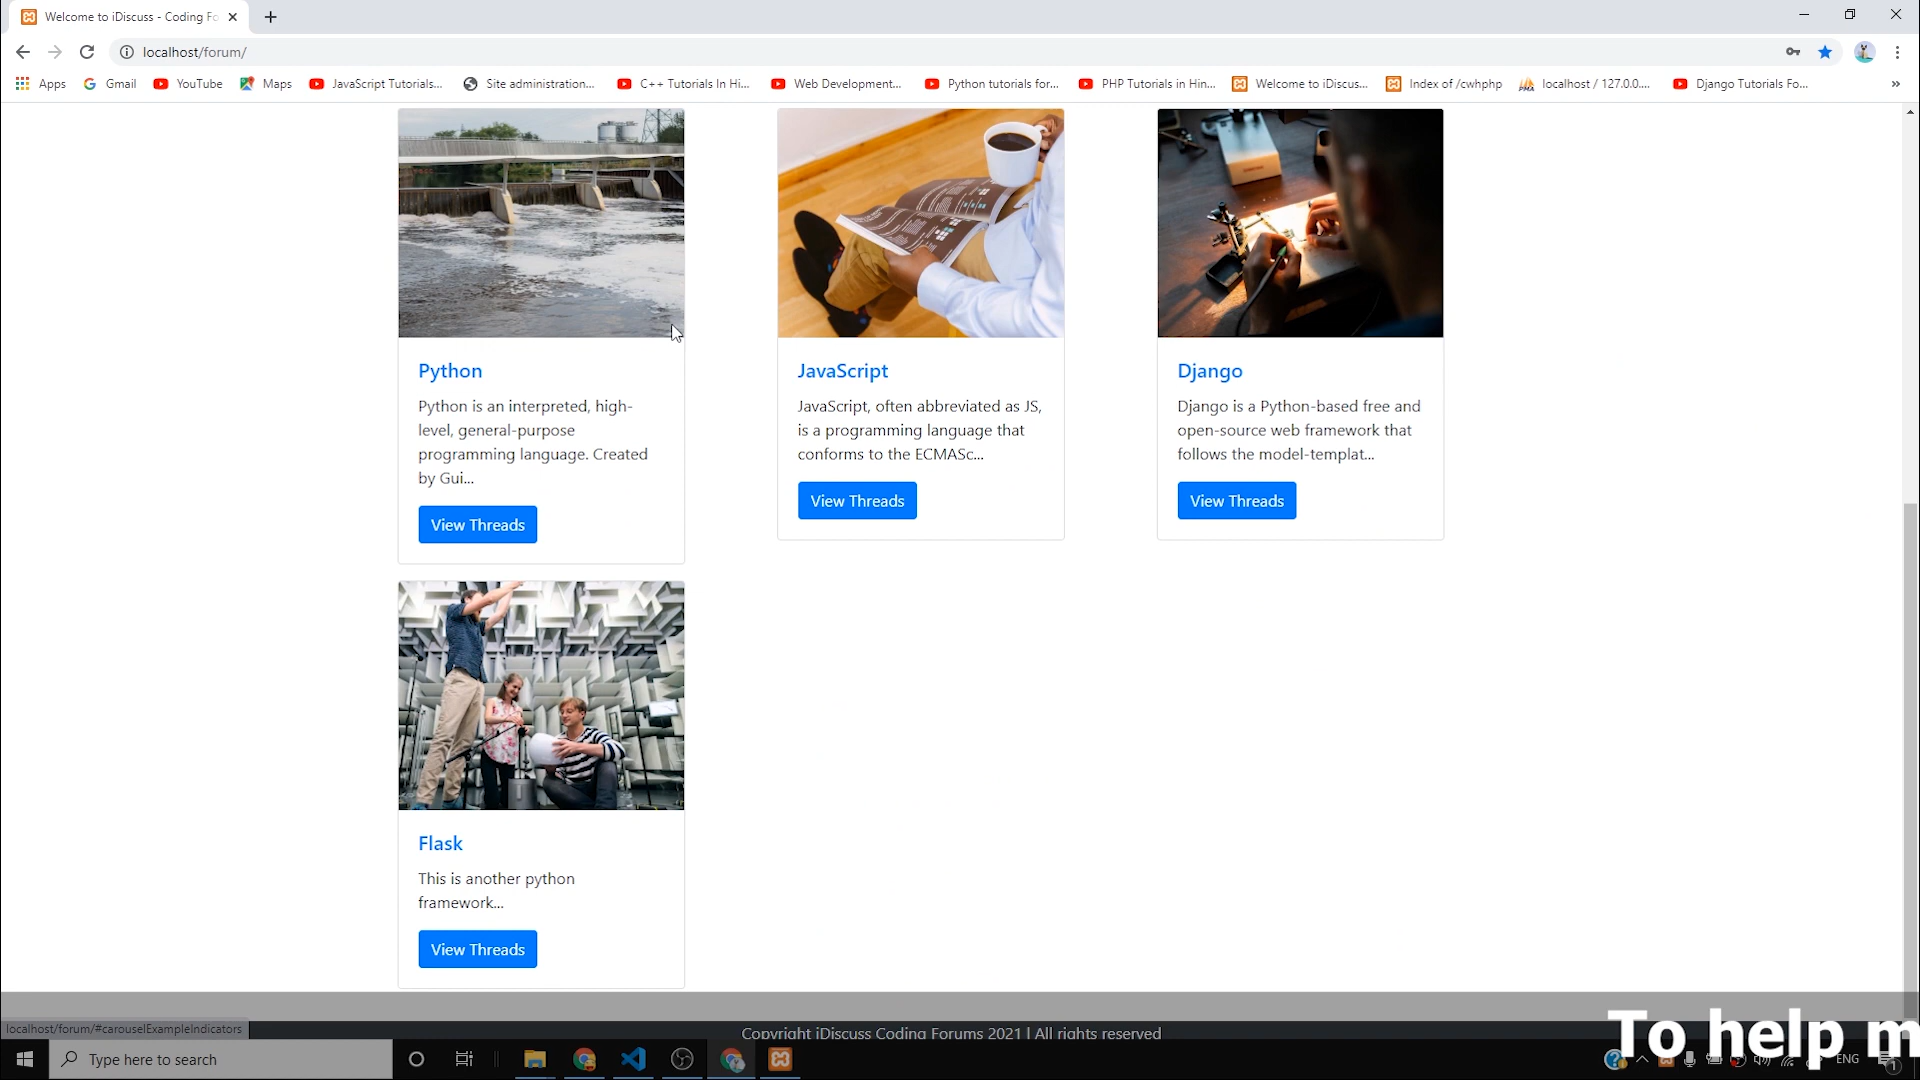 Welcome to iDiscuss - Coding Fo
localhost/forum/
Apps
Gmail
YouTube
Maps
JavaScript Tutorials...
Site administration...
C++ Tutorials In Hi...
Web Development...
Python tutorials for...
PHP Tutorials in Hin...
Welcome to iDiscus...
Index of /cwhphp
localhost / 127.0.0....
Django Tutorials Fo...
»
Python
Python is an interpreted, high-
level, general-purpose
programming language. Created
by Gui...
View Threads
JavaScript
JavaScript, often abbreviated as JS,
is a programming language that
conforms to the ECMASc...
View Threads
Django
Django is a Python-based free and
open-source web framework that
follows the model-templat...
View Threads
Flask
This is another python
framework...
View Threads
localhost/forum/#carouselExampleIndicators
Copyright iDiscuss Coding Forums 2021 | All rights reserved
To help m
Type here to search
ENG
1